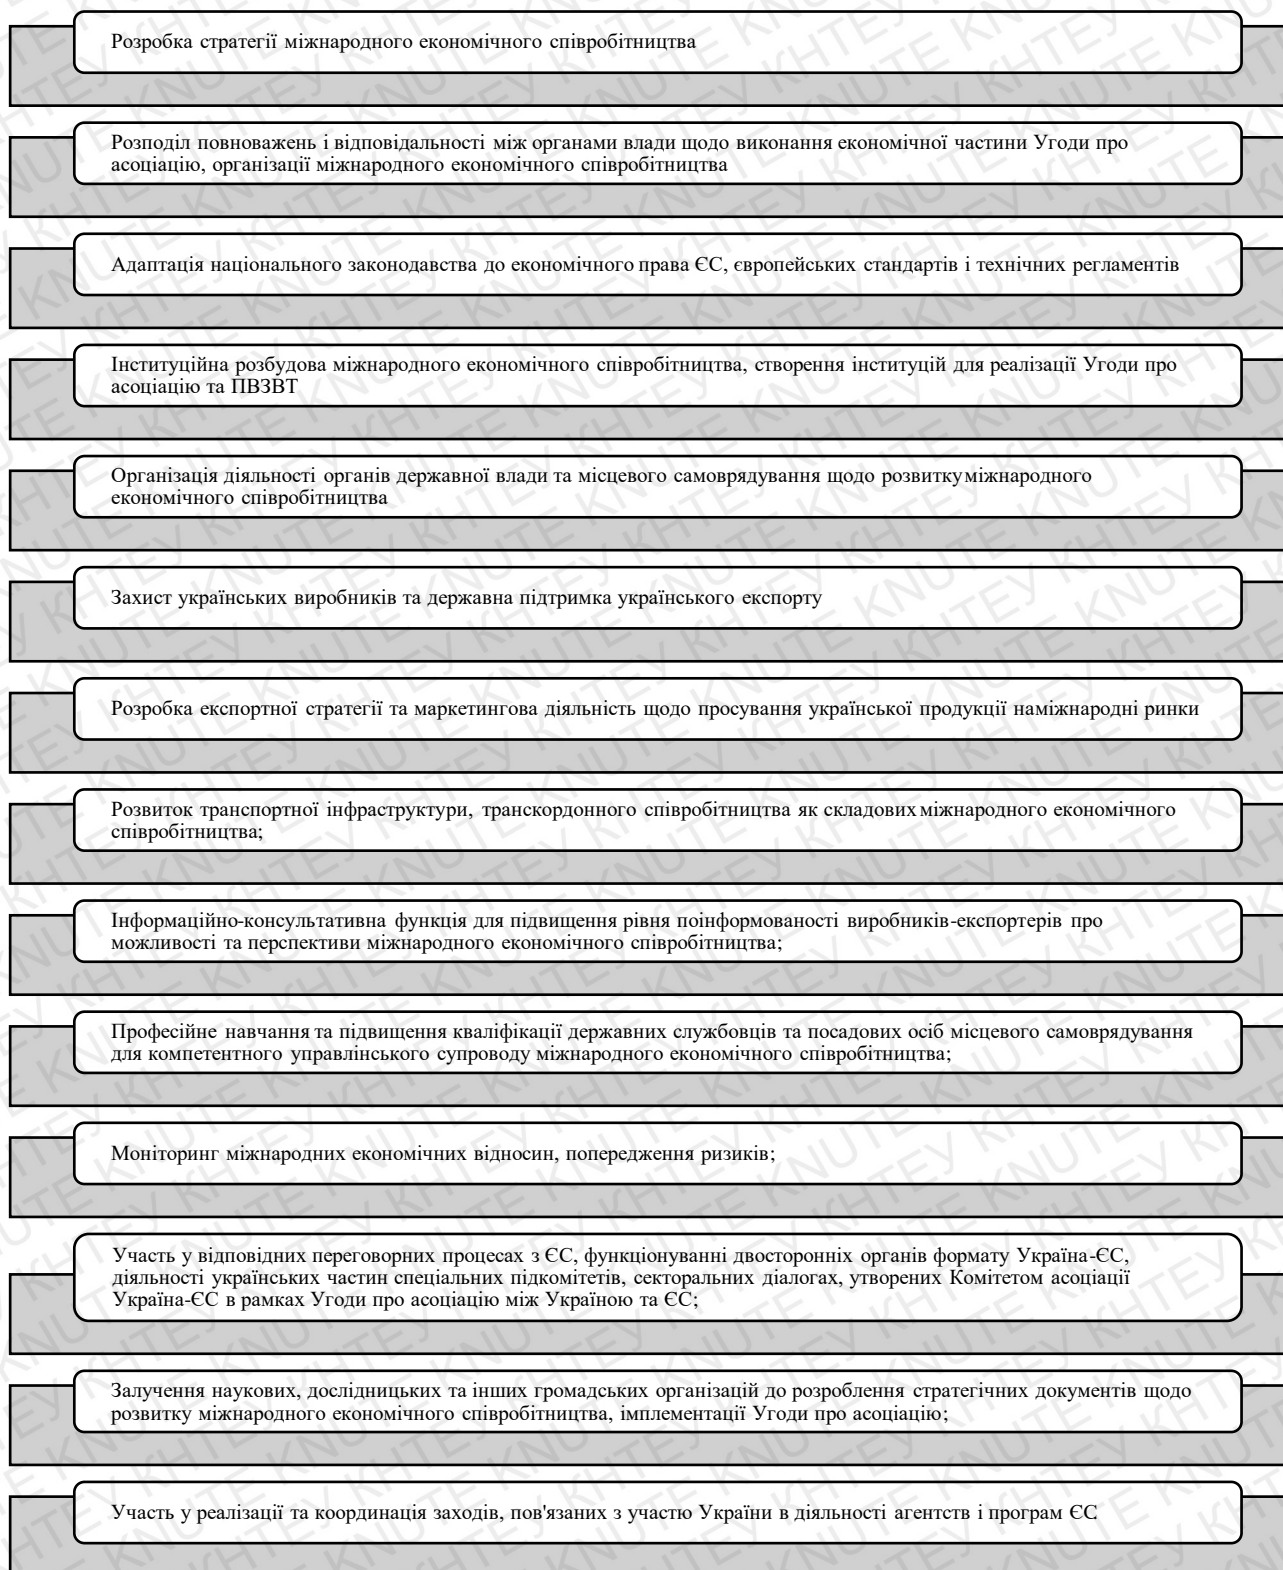 Розробка стратегії міжнародного економічного співробітництва
Розподіл повноважень і відповідальності між органами влади щодо виконання економічної частини Угоди про
асоціацію, організації міжнародного економічного співробітництва
Адаптація національного законодавства до економічного права ЄС, європейських стандартів і технічних регламентів
Інституційна розбудова міжнародного економічного співробітництва, створення інституцій для реалізації Угоди про
асоціацію та ПВЗВТ
Організація діяльності органів державної влади та місцевого самоврядування щодо розвиткуміжнародного
економічного співробітництва
Захист українських виробників та державна підтримка українського експорту
Розробка експортної стратегії та маркетингова діяльність щодо просування української продукції наміжнародні ринки
Розвиток транспортної інфраструктури, транскордонного співробітництва як складових міжнародного економічного
співробітництва;
Інформаційно-консультативна функція для підвищення рівня поінформованості виробників-експортерів про
можливості та перспективи міжнародного економічного співробітництва;
Професійне навчання та підвищення кваліфікації державних службовців та посадових осіб місцевого самоврядування
для компетентного управлінського супроводу міжнародного економічного співробітництва;
Моніторинг міжнародних економічних відносин, попередження ризиків;
Участь у відповідних переговорних процесах з ЄС, функціонуванні двосторонніх органів формату Україна-ЄС,
діяльності українських частин спеціальних підкомітетів, секторальних діалогах, утворених Комітетом асоціації
Україна-ЄС в рамках Угоди про асоціацію між Україною та ЄС;
Залучення наукових, дослідницьких та інших громадських організацій до розроблення стратегічних документів щодо
розвитку міжнародного економічного співробітництва, імплементації Угоди про асоціацію;
Участь у реалізації та координація заходів, пов'язаних з участю України в діяльності агентств і програм ЄС